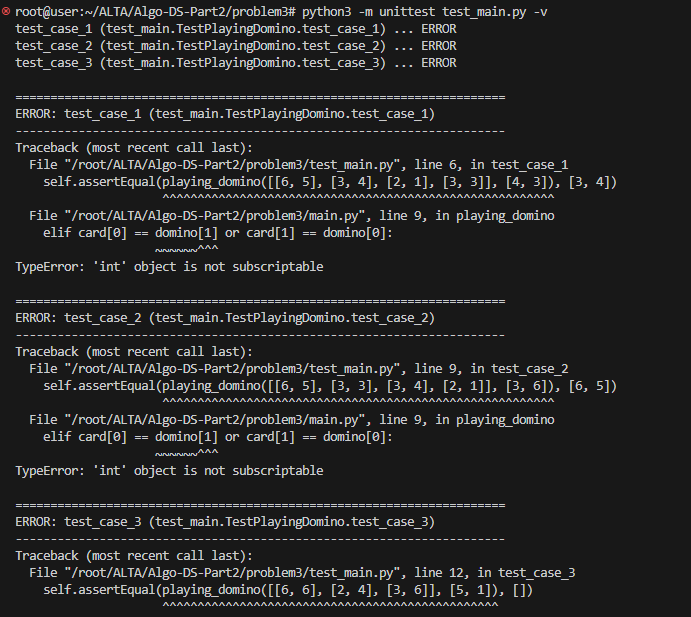 root@user:~/ALTA/Algo-DS-Part2/problem3# python3 -m unittest test_main.py -v
test_case_1 (test_main.TestPlayingDomino.test_case_1) ... ERROR
test_case_2 (test_main.TestPlayingDomino.test_case_2) ... ERROR
test_case_3 (test_main.TestPlayingDomino.test_case_3) ... ERROR

======================================================================
ERROR: test_case_1 (test_main.TestPlayingDomino.test_case_1)
----------------------------------------------------------------------
Traceback (most recent call last):
  File "/root/ALTA/Algo-DS-Part2/problem3/test_main.py", line 6, in test_case_1
    self.assertEqual(playing_domino([[6, 5], [3, 4], [2, 1], [3, 3]], [4, 3]), [3, 4])
                     ^^^^^^^^^^^^^^^^^^^^^^^^^^^^^^^^^^^^^^^^^^^^^^^^^^^^^^^^
  File "/root/ALTA/Algo-DS-Part2/problem3/main.py", line 9, in playing_domino
    elif card[0] == domino[1] or card[1] == domino[0]:
                    ~~~~~~^^^
TypeError: 'int' object is not subscriptable

======================================================================
ERROR: test_case_2 (test_main.TestPlayingDomino.test_case_2)
----------------------------------------------------------------------
Traceback (most recent call last):
  File "/root/ALTA/Algo-DS-Part2/problem3/test_main.py", line 9, in test_case_2
    self.assertEqual(playing_domino([[6, 5], [3, 3], [3, 4], [2, 1]], [3, 6]), [6, 5])
                     ^^^^^^^^^^^^^^^^^^^^^^^^^^^^^^^^^^^^^^^^^^^^^^^^^^^^^^^^
  File "/root/ALTA/Algo-DS-Part2/problem3/main.py", line 9, in playing_domino
    elif card[0] == domino[1] or card[1] == domino[0]:
                    ~~~~~~^^^
TypeError: 'int' object is not subscriptable

======================================================================
ERROR: test_case_3 (test_main.TestPlayingDomino.test_case_3)
----------------------------------------------------------------------
Traceback (most recent call last):
  File "/root/ALTA/Algo-DS-Part2/problem3/test_main.py", line 12, in test_case_3
    self.assertEqual(playing_domino([[6, 6], [2, 4], [3, 6]], [5, 1]), [])
                     ^^^^^^^^^^^^^^^^^^^^^^^^^^^^^^^^^^^^^^^^^^^^^^^^